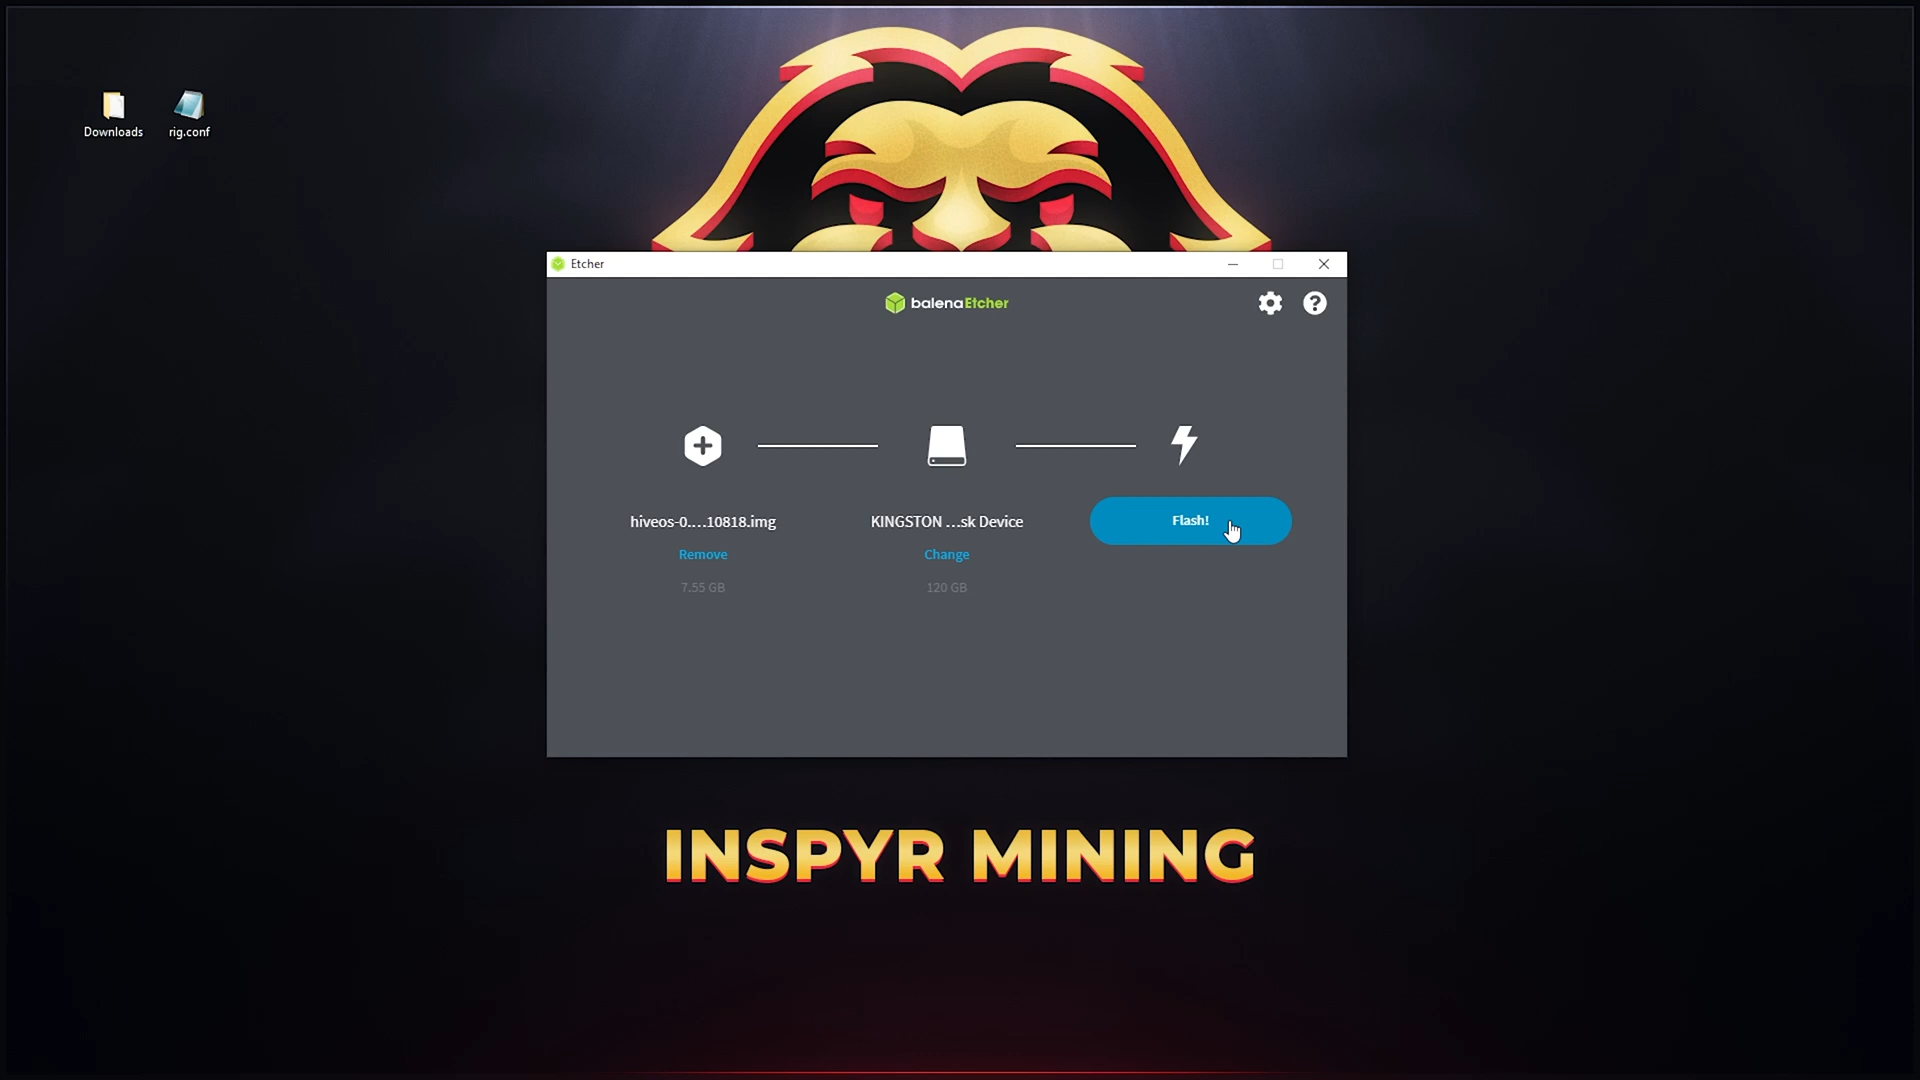 Downloads
rig.conf
Etcher
balenaEtcher
hiveos-0....10818.img
KINGSTON ...sk Device
Flash!
Remove
Change
7.55 GB
120 GB
INSPYR MINING